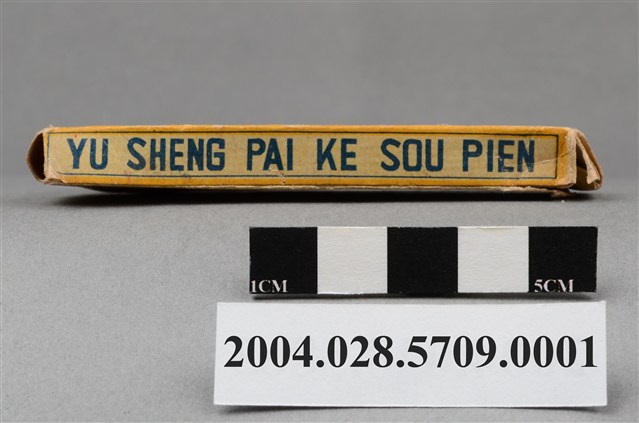 YU SHENG PAI KE SOU PIEN
1CM 5CM
2004.028.5709.0001